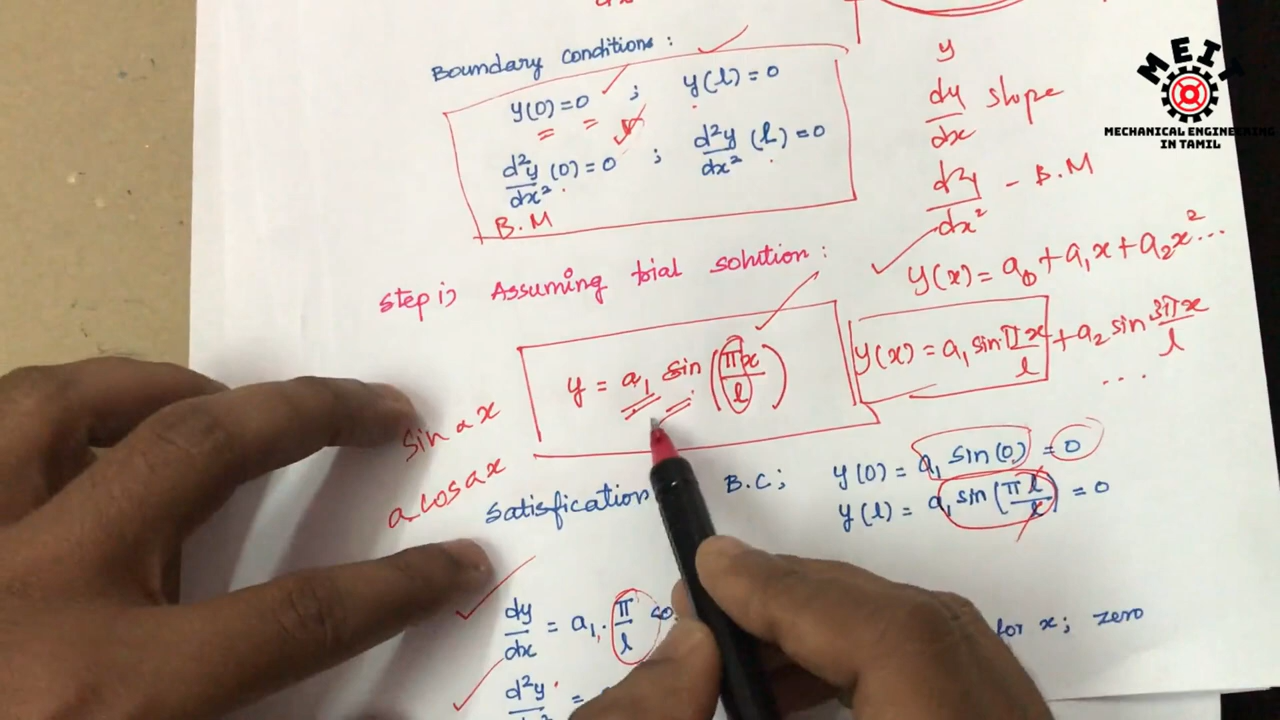 Boundary Conditions :
y(0) = 0 ; y(l) = 0
d²y/dx² (0) = 0 ; d²y/dx² (l) = 0
B.M
y
dy/dx slope
d²y/dx² - B.M
MEIT
MECHANICAL ENGINEERING
IN TAMIL
Step i) Assuming trial solution :
y(x) = a₀ + a₁x + a₂x² ...
y = a₁ sin (πx/l)
y(x) = a₁ sin πx/l + a₂ sin 3πx/l
...
sin ax
a cos ax
Satisfication B.C; y(0) = a₁ sin(0) = 0
y(l) = a₁ sin (πl/l) = 0
dy/dx = a₁ . π/l
for x; zero
d²y =